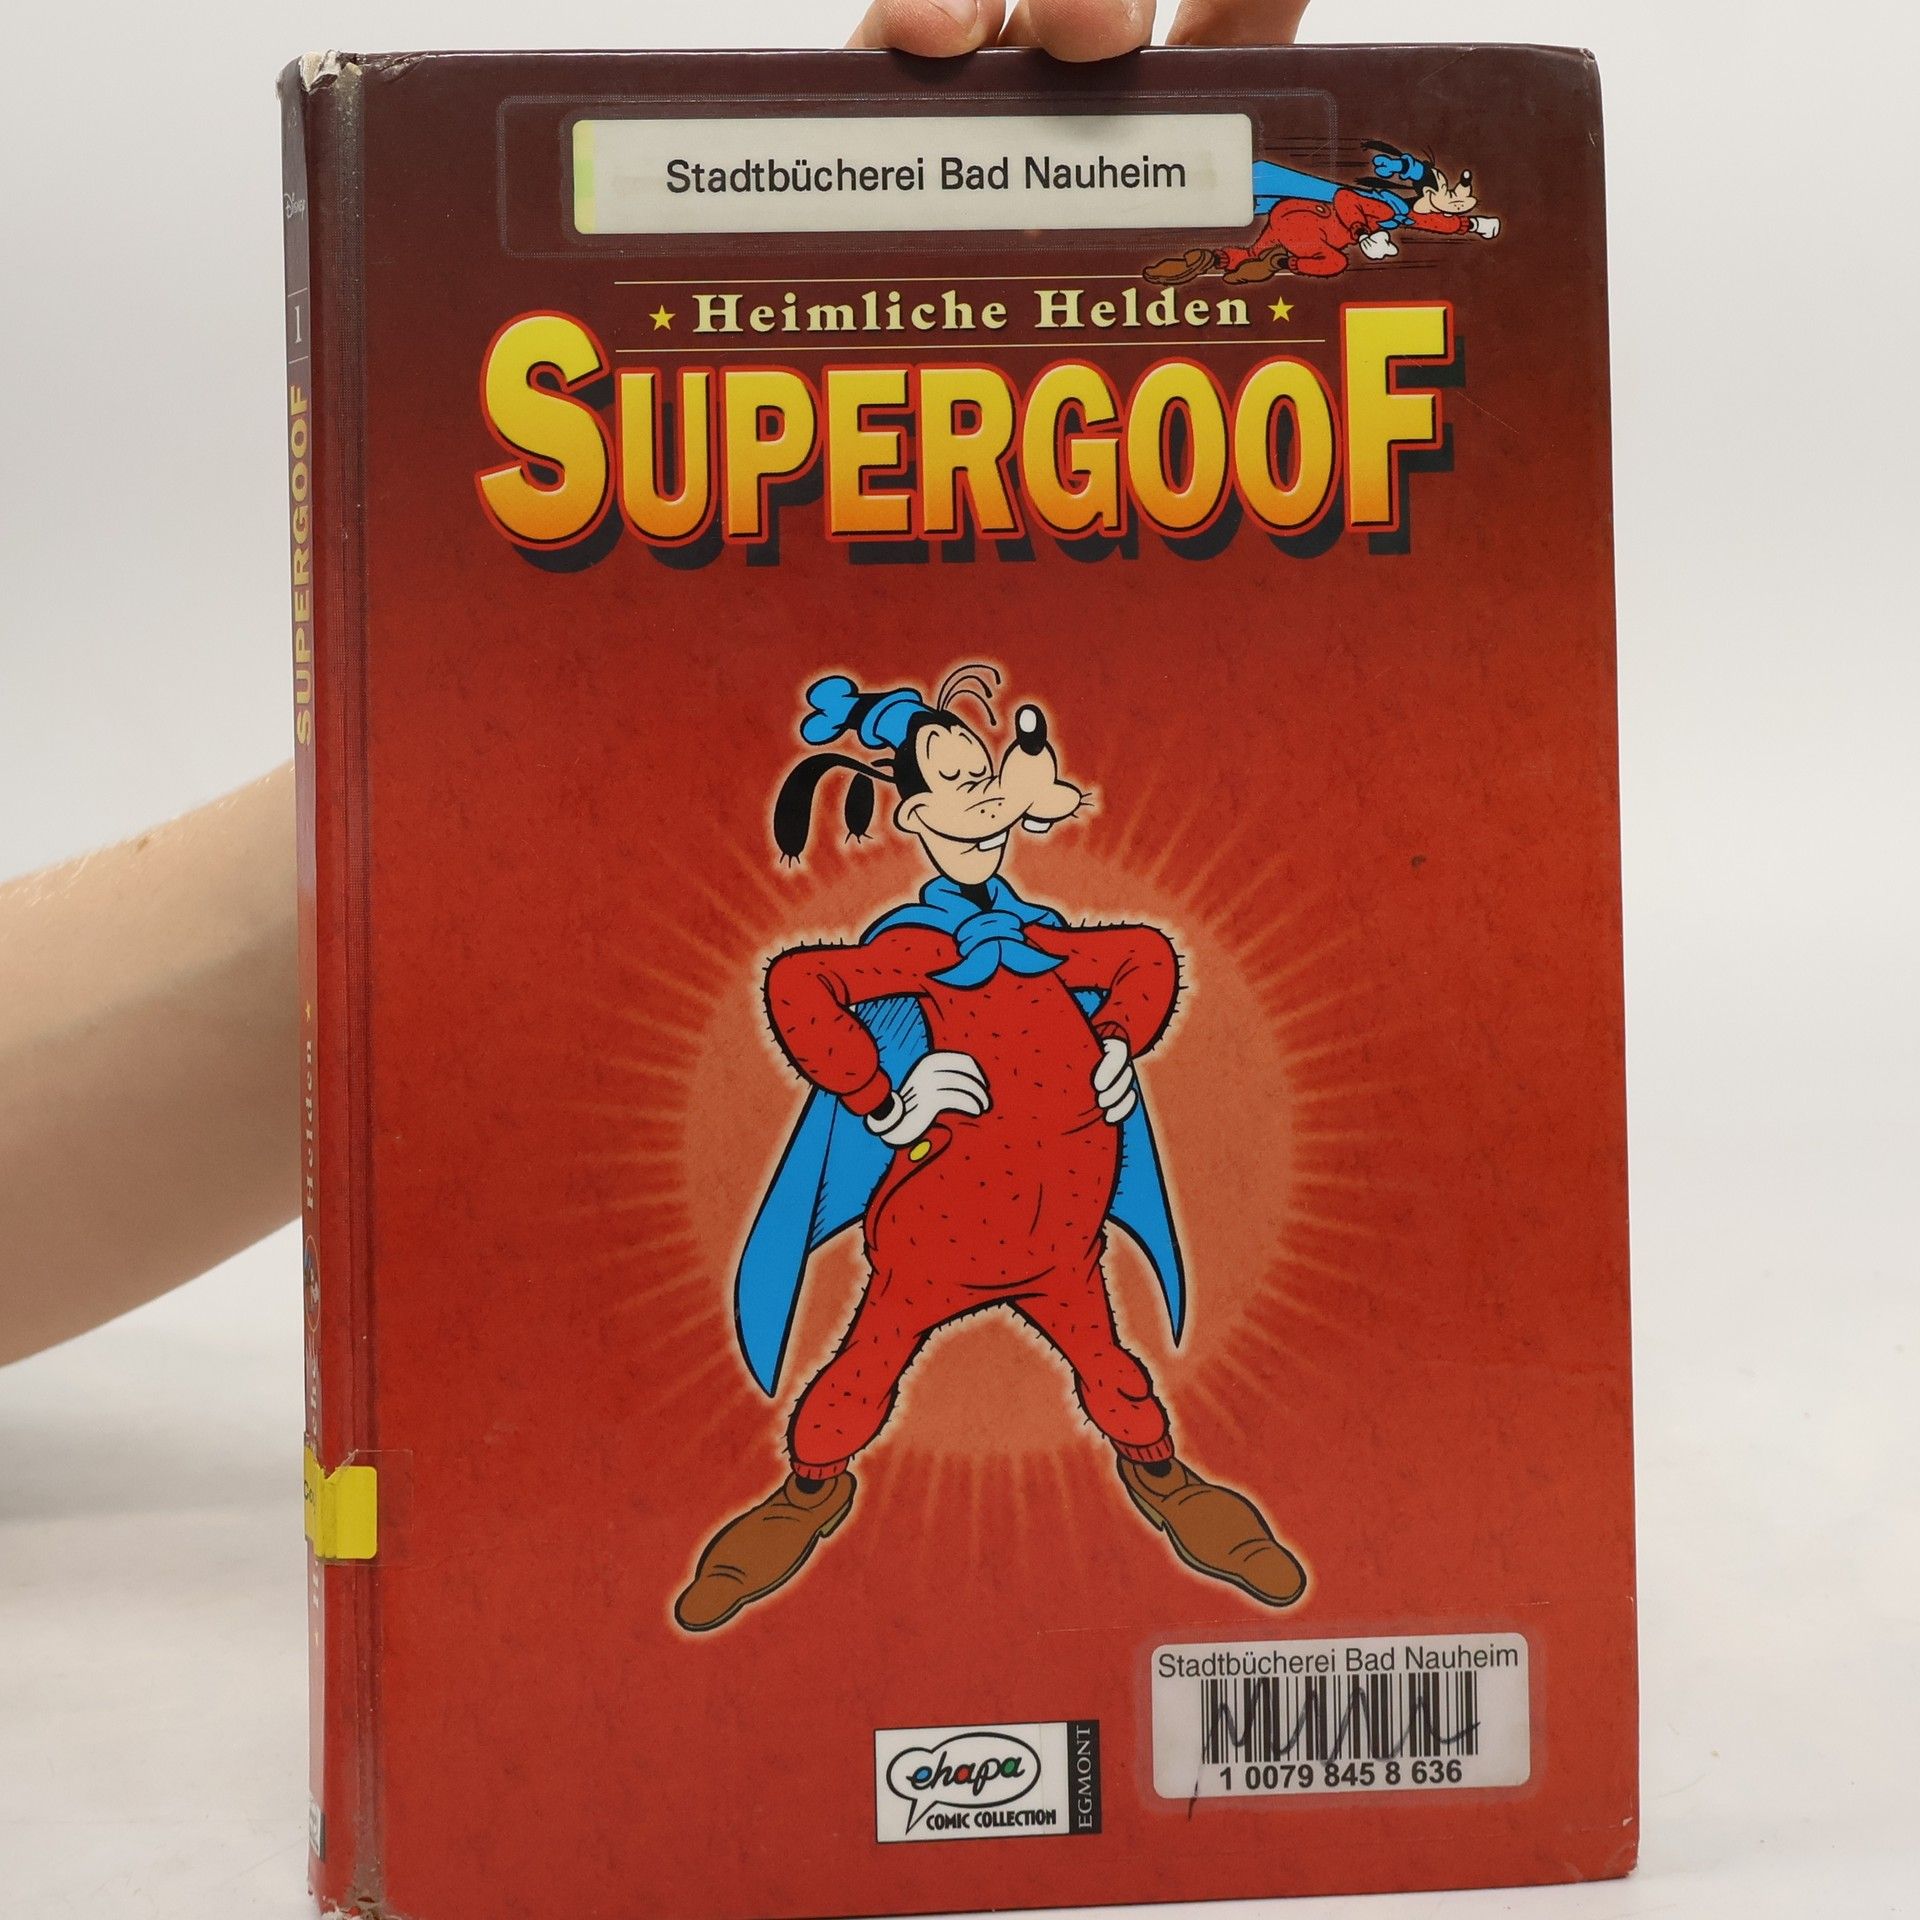 Stadtbücherei Bad Nauheim
Heimliche Helden
SUPERGOOF
DISNEY
1
SUPERGOOF
Helden
Stadtbücherei Bad Nauheim
1 0079 845 8 636
ehapa
COMIC COLLECTION
EGMONT